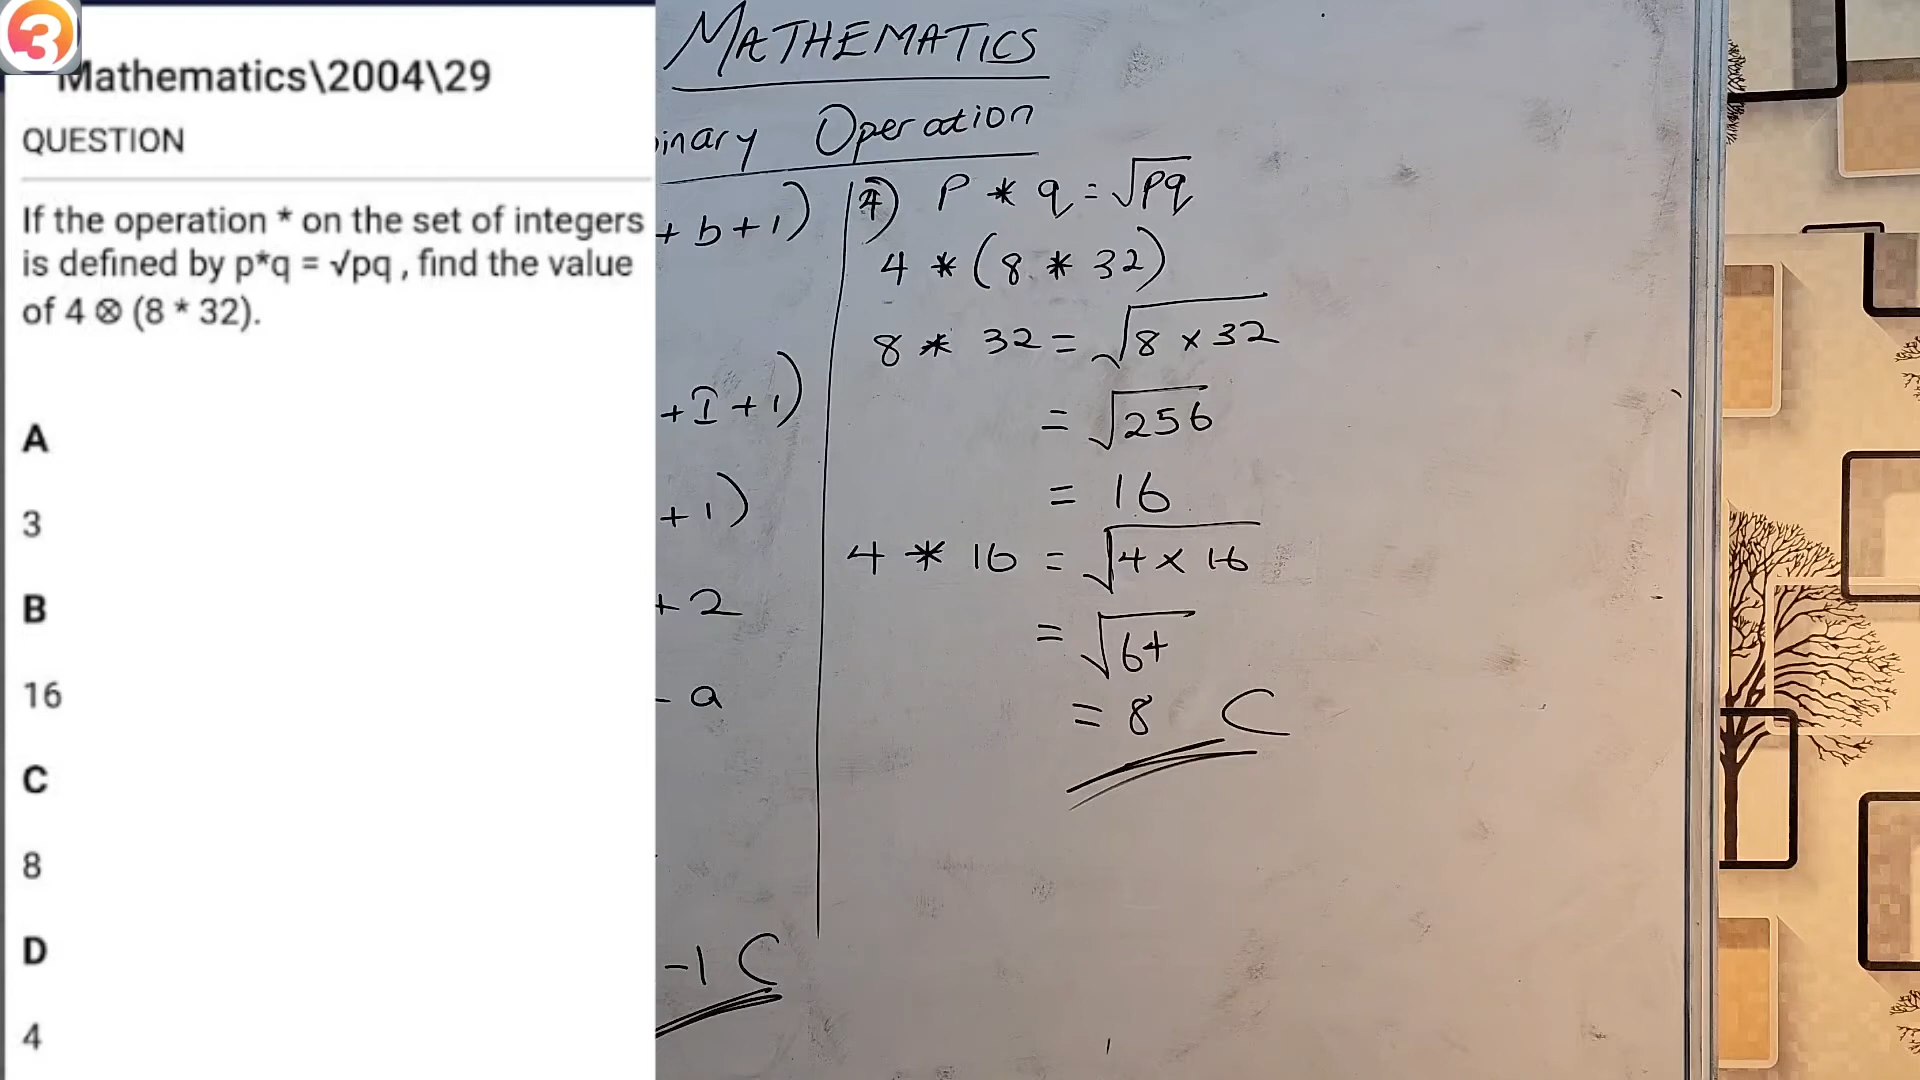 3
Mathematics\2004\29
QUESTION
If the operation * on the set of integers
is defined by p*q = √pq , find the value
of 4 ⊗ (8 * 32).
A
3
B
16
C
8
D
4
MATHEMATICS
inary Operation
+ b + 1)
+ I + 1)
+ 1)
+ 2
- a
-1 C
4) P * q = √pq
4 * (8 * 32)
8 * 32 = √8 × 32
= √256
= 16
4 * 16 = √4 × 16
= √64
= 8 C